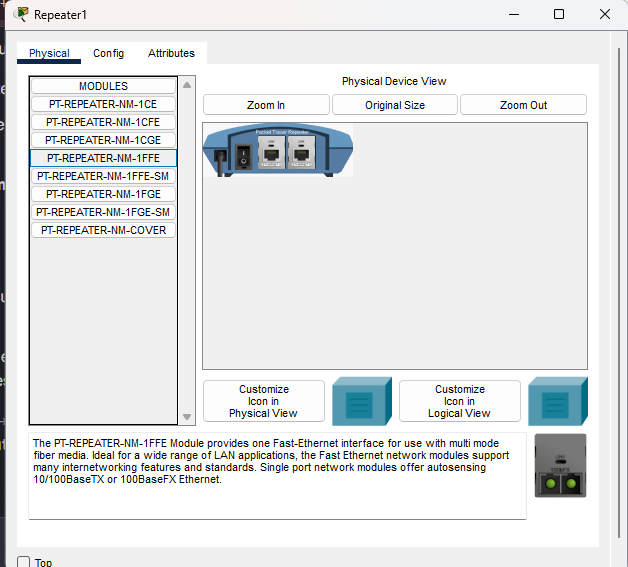 Repeater1
Physical
Config
Attributes
MODULES
PT-REPEATER-NM-1CE
PT-REPEATER-NM-1CFE
PT-REPEATER-NM-1CGE
PT-REPEATER-NM-1FFE
PT-REPEATER-NM-1FFE-SM
PT-REPEATER-NM-1FGE
PT-REPEATER-NM-1FGE-SM
PT-REPEATER-NM-COVER
Physical Device View
Zoom In
Original Size
Zoom Out
Packet Tracer Repeater
Customize
Icon in
Physical View
Customize
Icon in
Logical View
The PT-REPEATER-NM-1FFE Module provides one Fast-Ethernet interface for use with multi mode
fiber media. Ideal for a wide range of LAN applications, the Fast Ethernet network modules support
many internetworking features and standards. Single port network modules offer autosensing
10/100BaseTX or 100BaseFX Ethernet.
LINK
100BFX
Top